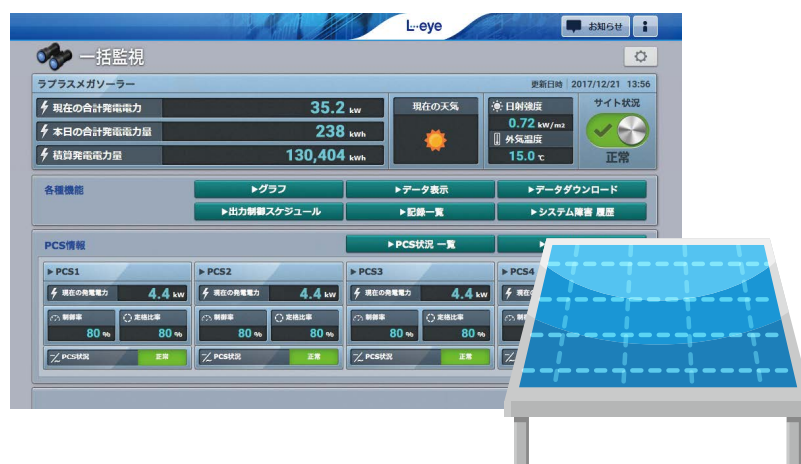 L·eye
お知らせ
一括監視
ラプラスメガソーラー 更新日時 2017/12/21 13:56
現在の合計発電電力 35.2 kw
本日の合計発電電力量 238 kwh
積算発電電力量 130,404 kwh
現在の天気
日射強度
0.72 kw/m2
外気温度
15.0 ℃
サイト状況
正常
各種機能
▶グラフ ▶データ表示 ▶データダウンロード
▶出力制御スケジュール ▶記録一覧 ▶システム障害 履歴
PCS情報 ▶PCS状況 一覧
▶PCS1 ▶PCS2 ▶PCS3 ▶PCS4
現在の発電電力 4.4 kw 現在の発電電力 4.4 kw 現在の発電電力 4.4 kw
制御率 定格比率 制御率 定格比率 制御率 定格比率
80 % 80 % 80 % 80 % 80 % 80 %
PCS状況 正常 PCS状況 正常 PCS状況 正常